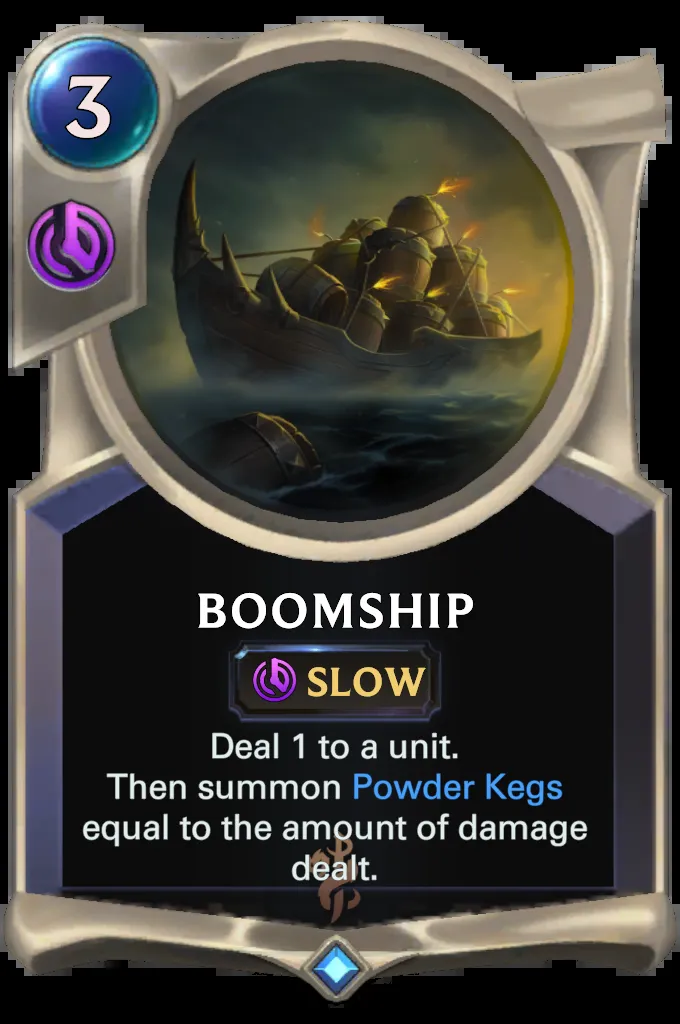 3
BOOMSHIP
SLOW
Deal 1 to a unit.
Then summon Powder Kegs
equal to the amount of damage
dealt.